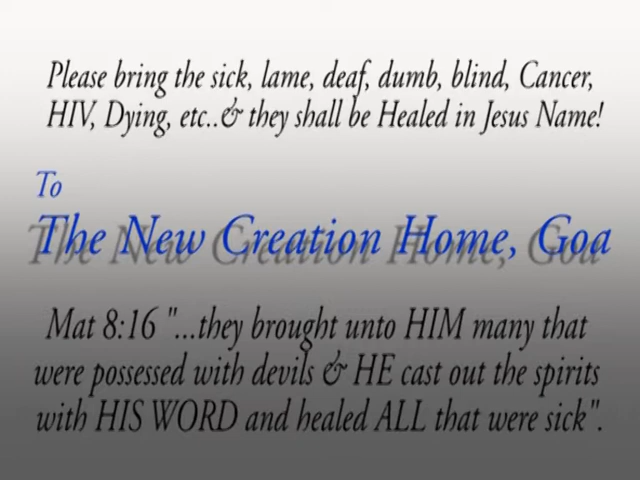 Please bring the sick, lame, deaf, dumb, blind, Cancer,
HIV, Dying, etc..& they shall be Healed in Jesus Name!
To
The New Creation Home, Goa
Mat 8:16 "...they brought unto HIM many that
were possessed with devils & HE cast out the spirits
with HIS WORD and healed ALL that were sick".